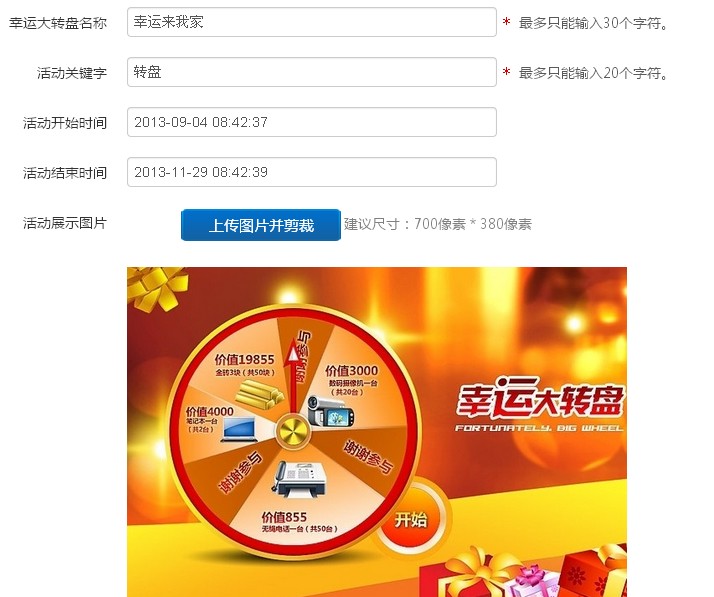 幸运大转盘名称 幸运来我家 * 最多只能输入30个字符。
活动关键字 转盘 * 最多只能输入20个字符。
活动开始时间 2013-09-04 08:42:37
活动结束时间 2013-11-29 08:42:39
活动展示图片 上传图片并剪裁 建议尺寸：700像素 * 380像素
谢谢参与
价值19855
金砖3块（共50块）
价值3000
数码摄像机一台
（共20台）
价值4000
笔记本一台
（共2台）
谢谢参与
谢谢参与
价值855
无绳电话一台（共50台）
开始
幸运大转盘
FORTUNATELY, BIG WHEEL